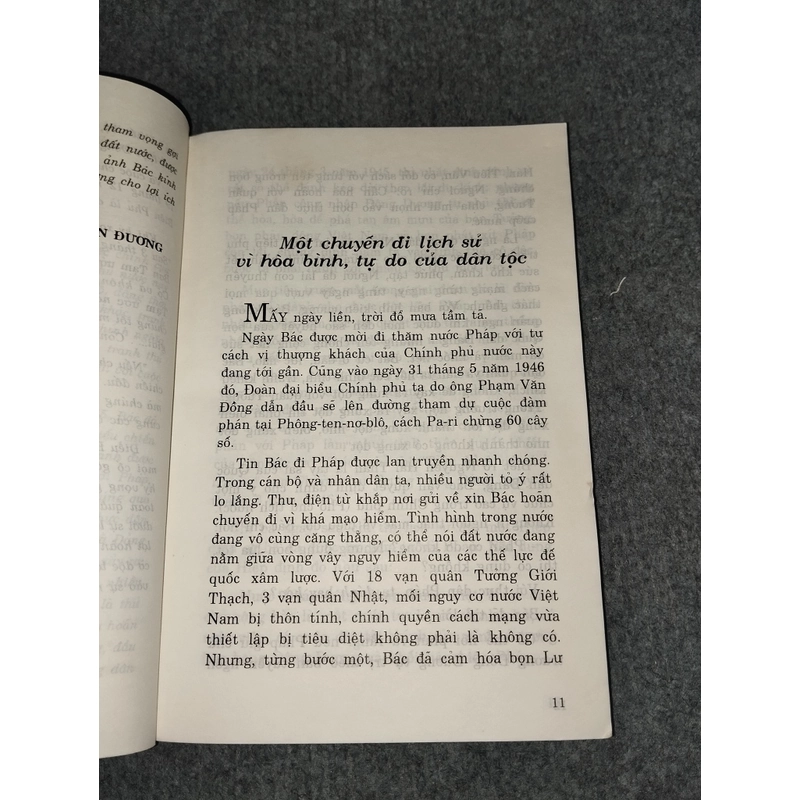 tham vọng gợi
đất nước, được
ảnh Bác kính
ng cho lợi ích
N ĐƯƠNG
Một chuyến đi lịch sử
vì hòa bình, tự do của dân tộc
MẤY ngày liền, trời đổ mưa tầm tã.
Ngày Bác được mời đi thăm nước Pháp với tư
cách vị thượng khách của Chính phủ nước này
đang tới gần. Cũng vào ngày 31 tháng 5 năm 1946
đó, Đoàn đại biểu Chính phủ ta do ông Phạm Văn
Đồng dẫn đầu sẽ lên đường tham dự cuộc đàm
phán tại Phông-ten-nơ-blô, cách Pa-ri chừng 60 cây
số.
Tin Bác đi Pháp được lan truyền nhanh chóng.
Trong cán bộ và nhân dân ta, nhiều người tỏ ý rất
lo lắng. Thư, điện từ khắp nơi gửi về xin Bác hoãn
chuyến đi vì khá mạo hiểm. Tình hình trong nước
đang vô cùng căng thẳng, có thể nói đất nước đang
nằm giữa vòng vây nguy hiểm của các thế lực đế
quốc xâm lược. Với 18 vạn quân Tưởng Giới
Thạch, 3 vạn quân Nhật, mối nguy cơ nước Việt
Nam bị thôn tính, chính quyền cách mạng vừa
thiết lập bị tiêu diệt không phải là không có.
Nhưng, từng bước một, Bác đã cảm hóa bọn Lư
11